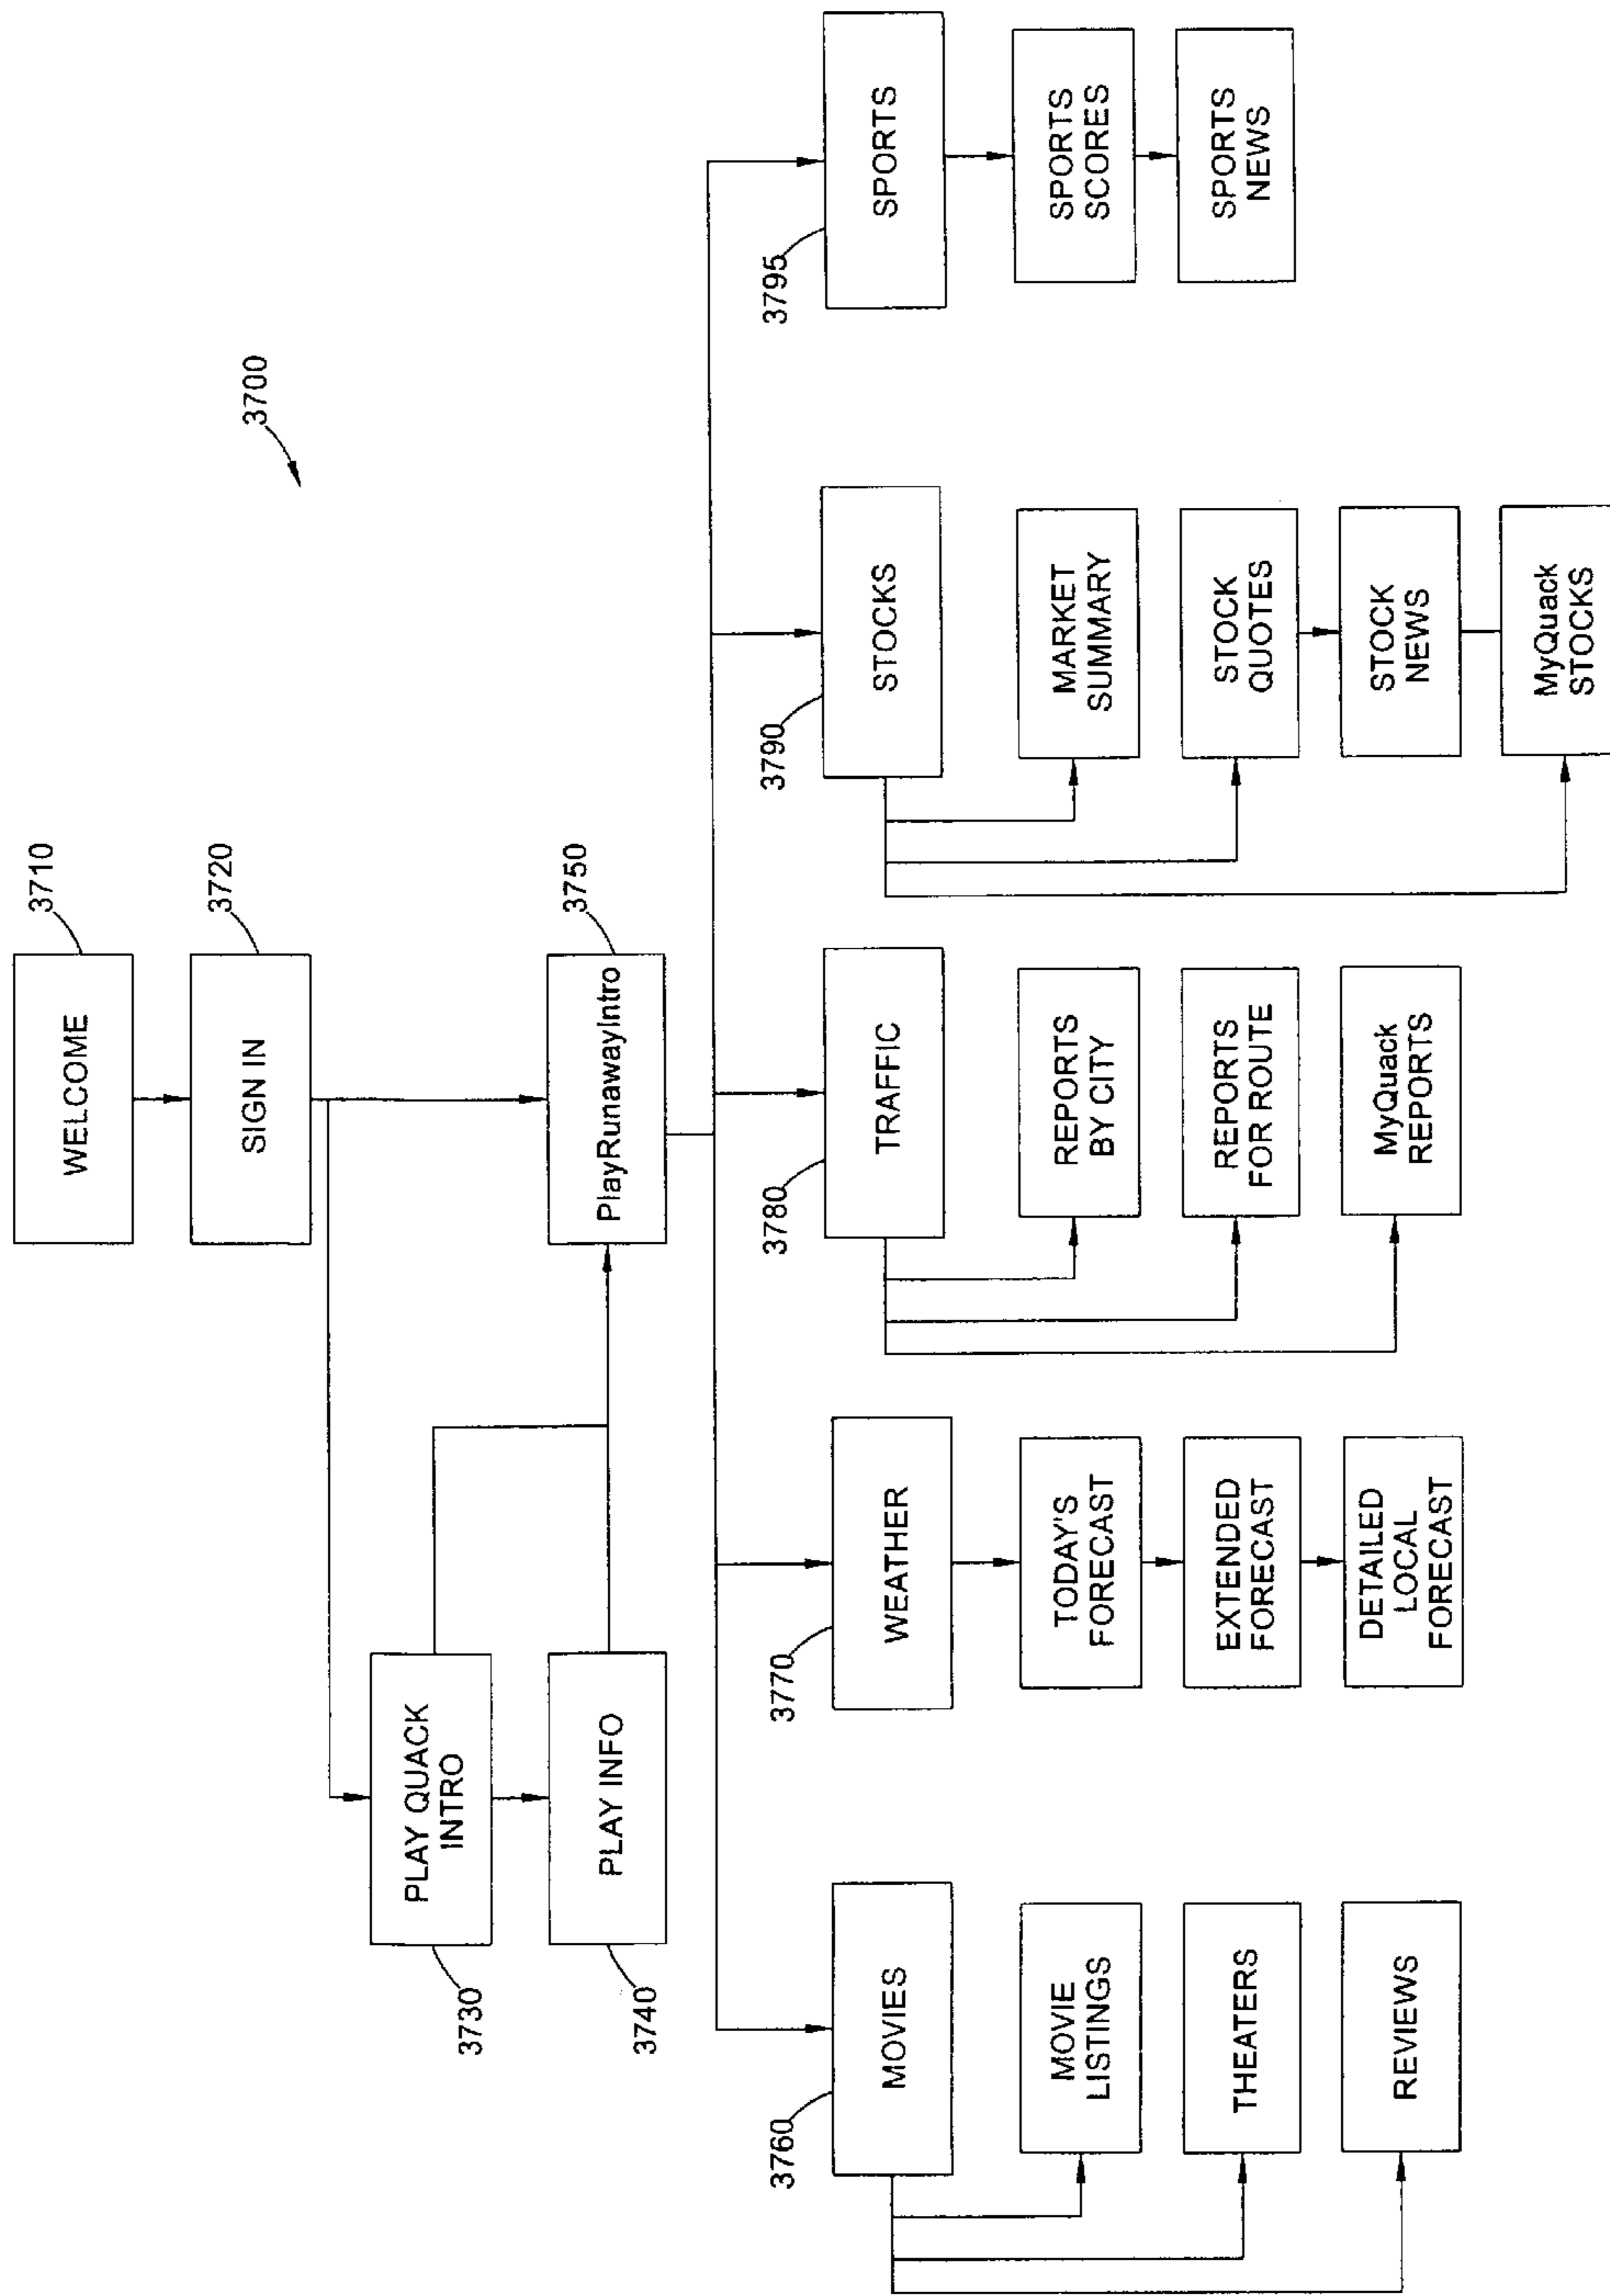 3700
WELCOME
3710
SIGN IN
3720
PLAY QUACK
INTRO
3730
PLAY INFO
3740
PlayRunawayIntro
3750
MOVIES
3760
MOVIE
LISTINGS
THEATERS
REVIEWS
WEATHER
3770
TODAY'S
FORECAST
EXTENDED
FORECAST
DETAILED
LOCAL
FORECAST
TRAFFIC
3780
REPORTS
BY CITY
REPORTS
FOR ROUTE
MyQuack
REPORTS
STOCKS
3790
MARKET
SUMMARY
STOCK
QUOTES
STOCK
NEWS
MyQuack
STOCKS
SPORTS
3795
SPORTS
SCORES
SPORTS
NEWS